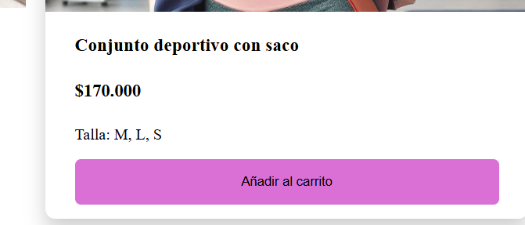 Conjunto deportivo con saco
$170.000
Talla: M, L, S
Añadir al carrito